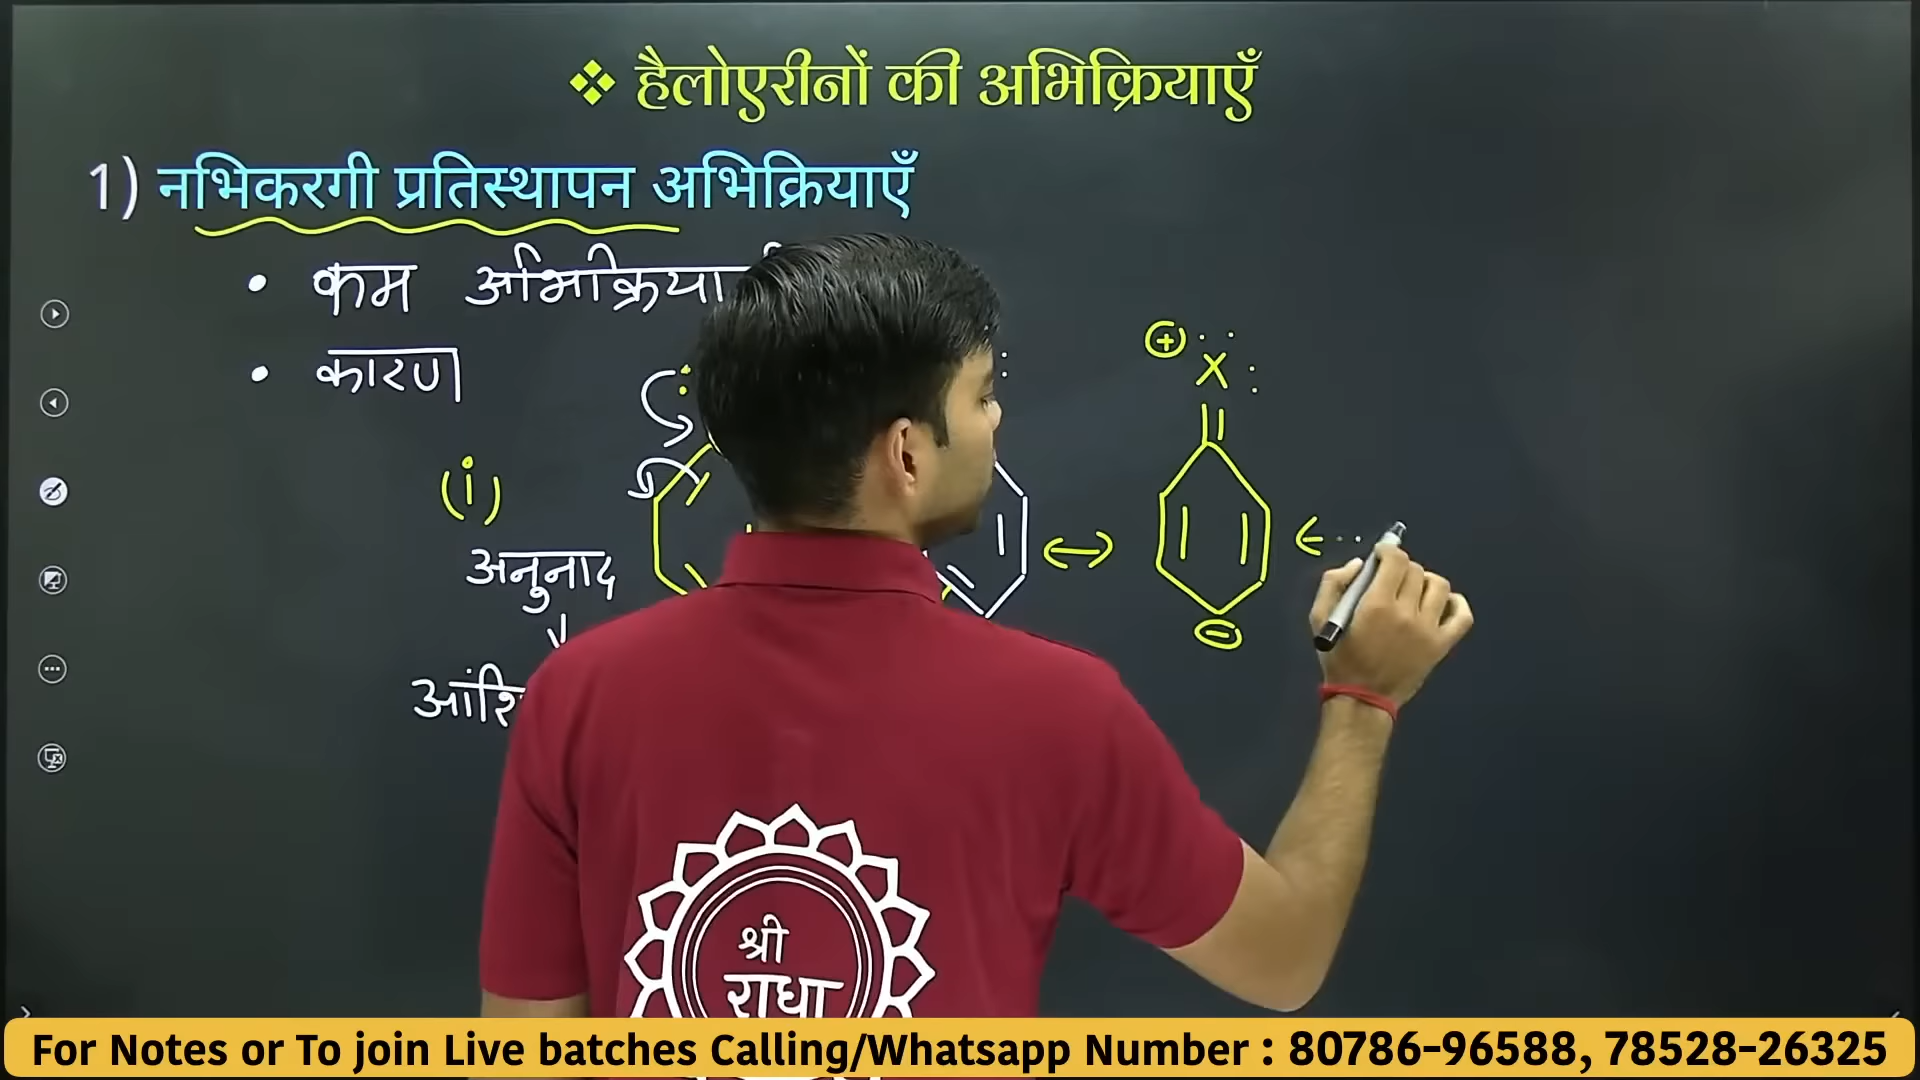 ❖ हैलोएरीनों की अभिक्रियाएँ
1) नभिकरगी प्रतिस्थापन अभिक्रियाएँ
• कम
• कारण
(i)
अनुनाद
X
श्री
राधा
For Notes or To join Live batches Calling/Whatsapp Number : 80786-96588, 78528-26325